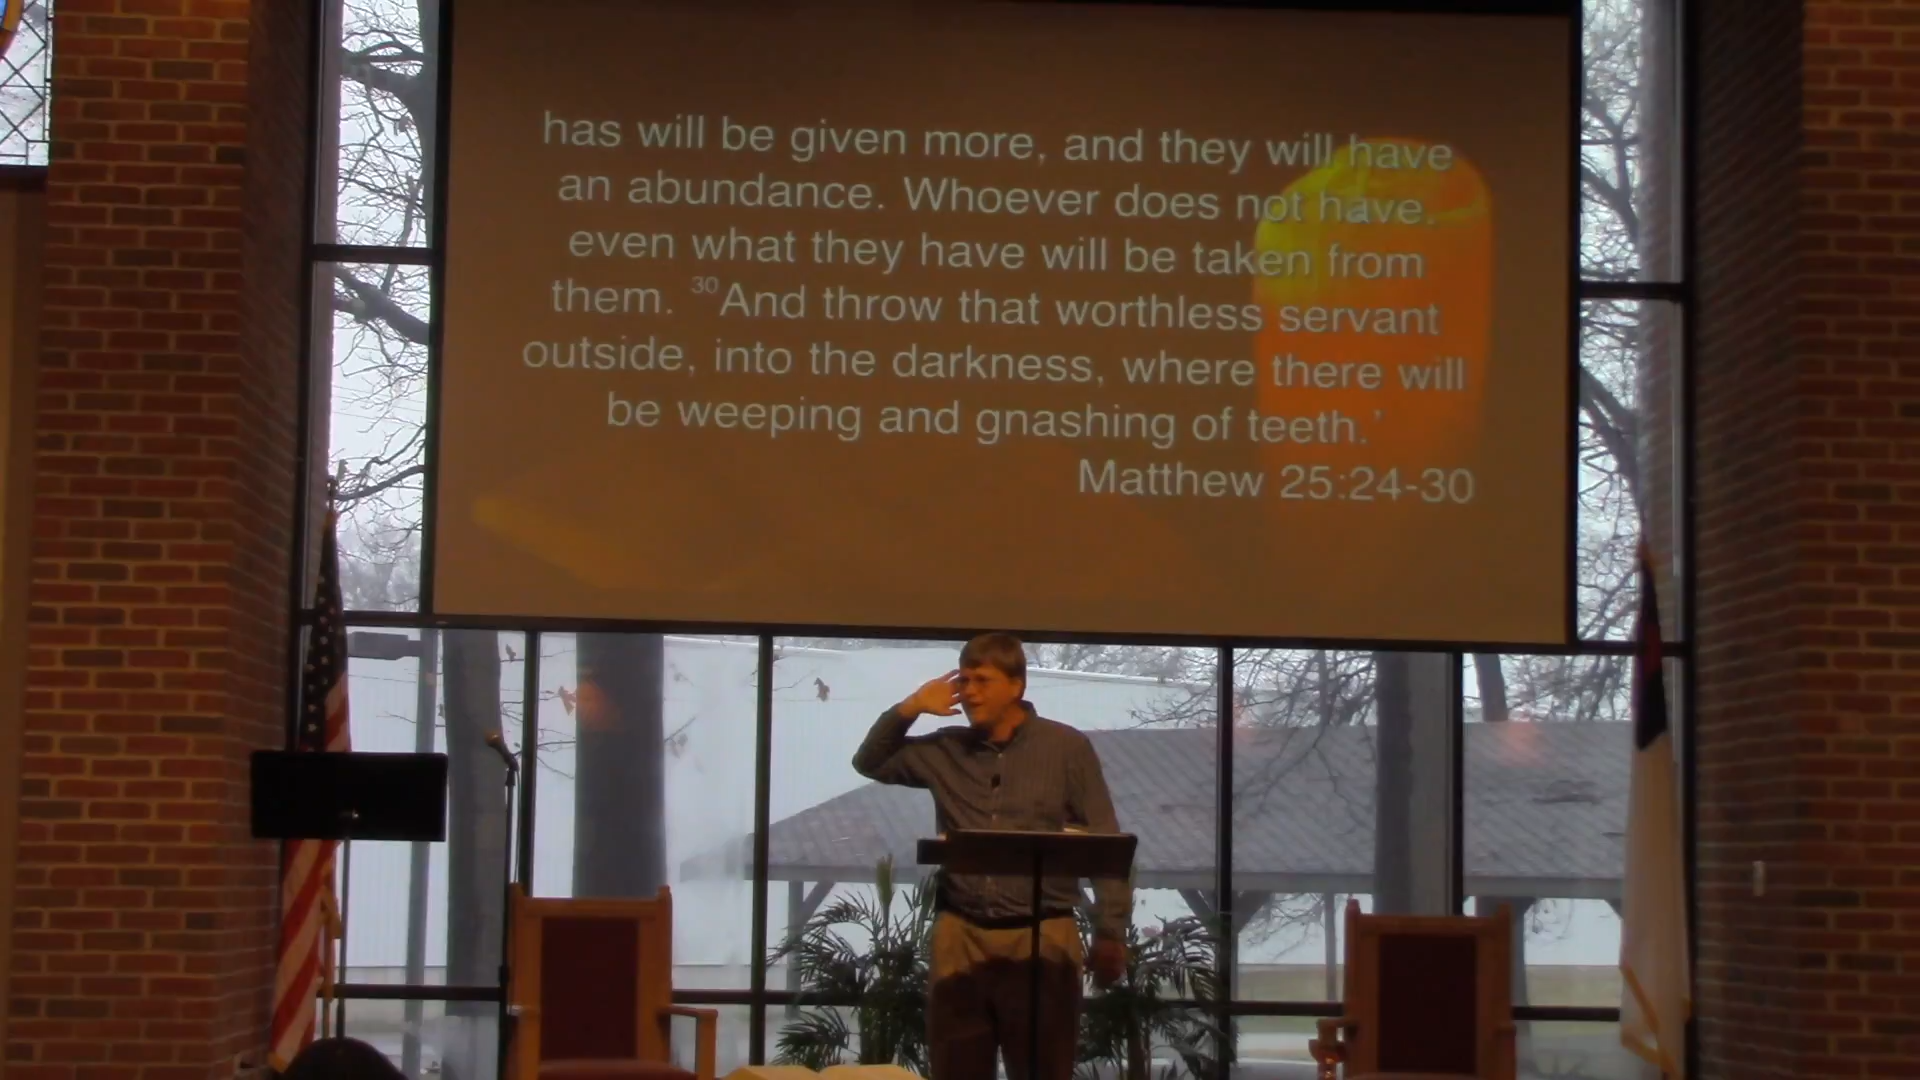 has will be given more, and they will have
an abundance. Whoever does not have,
even what they have will be taken from
them. ³⁰And throw that worthless servant
outside, into the darkness, where there will
be weeping and gnashing of teeth.’
Matthew 25:24-30